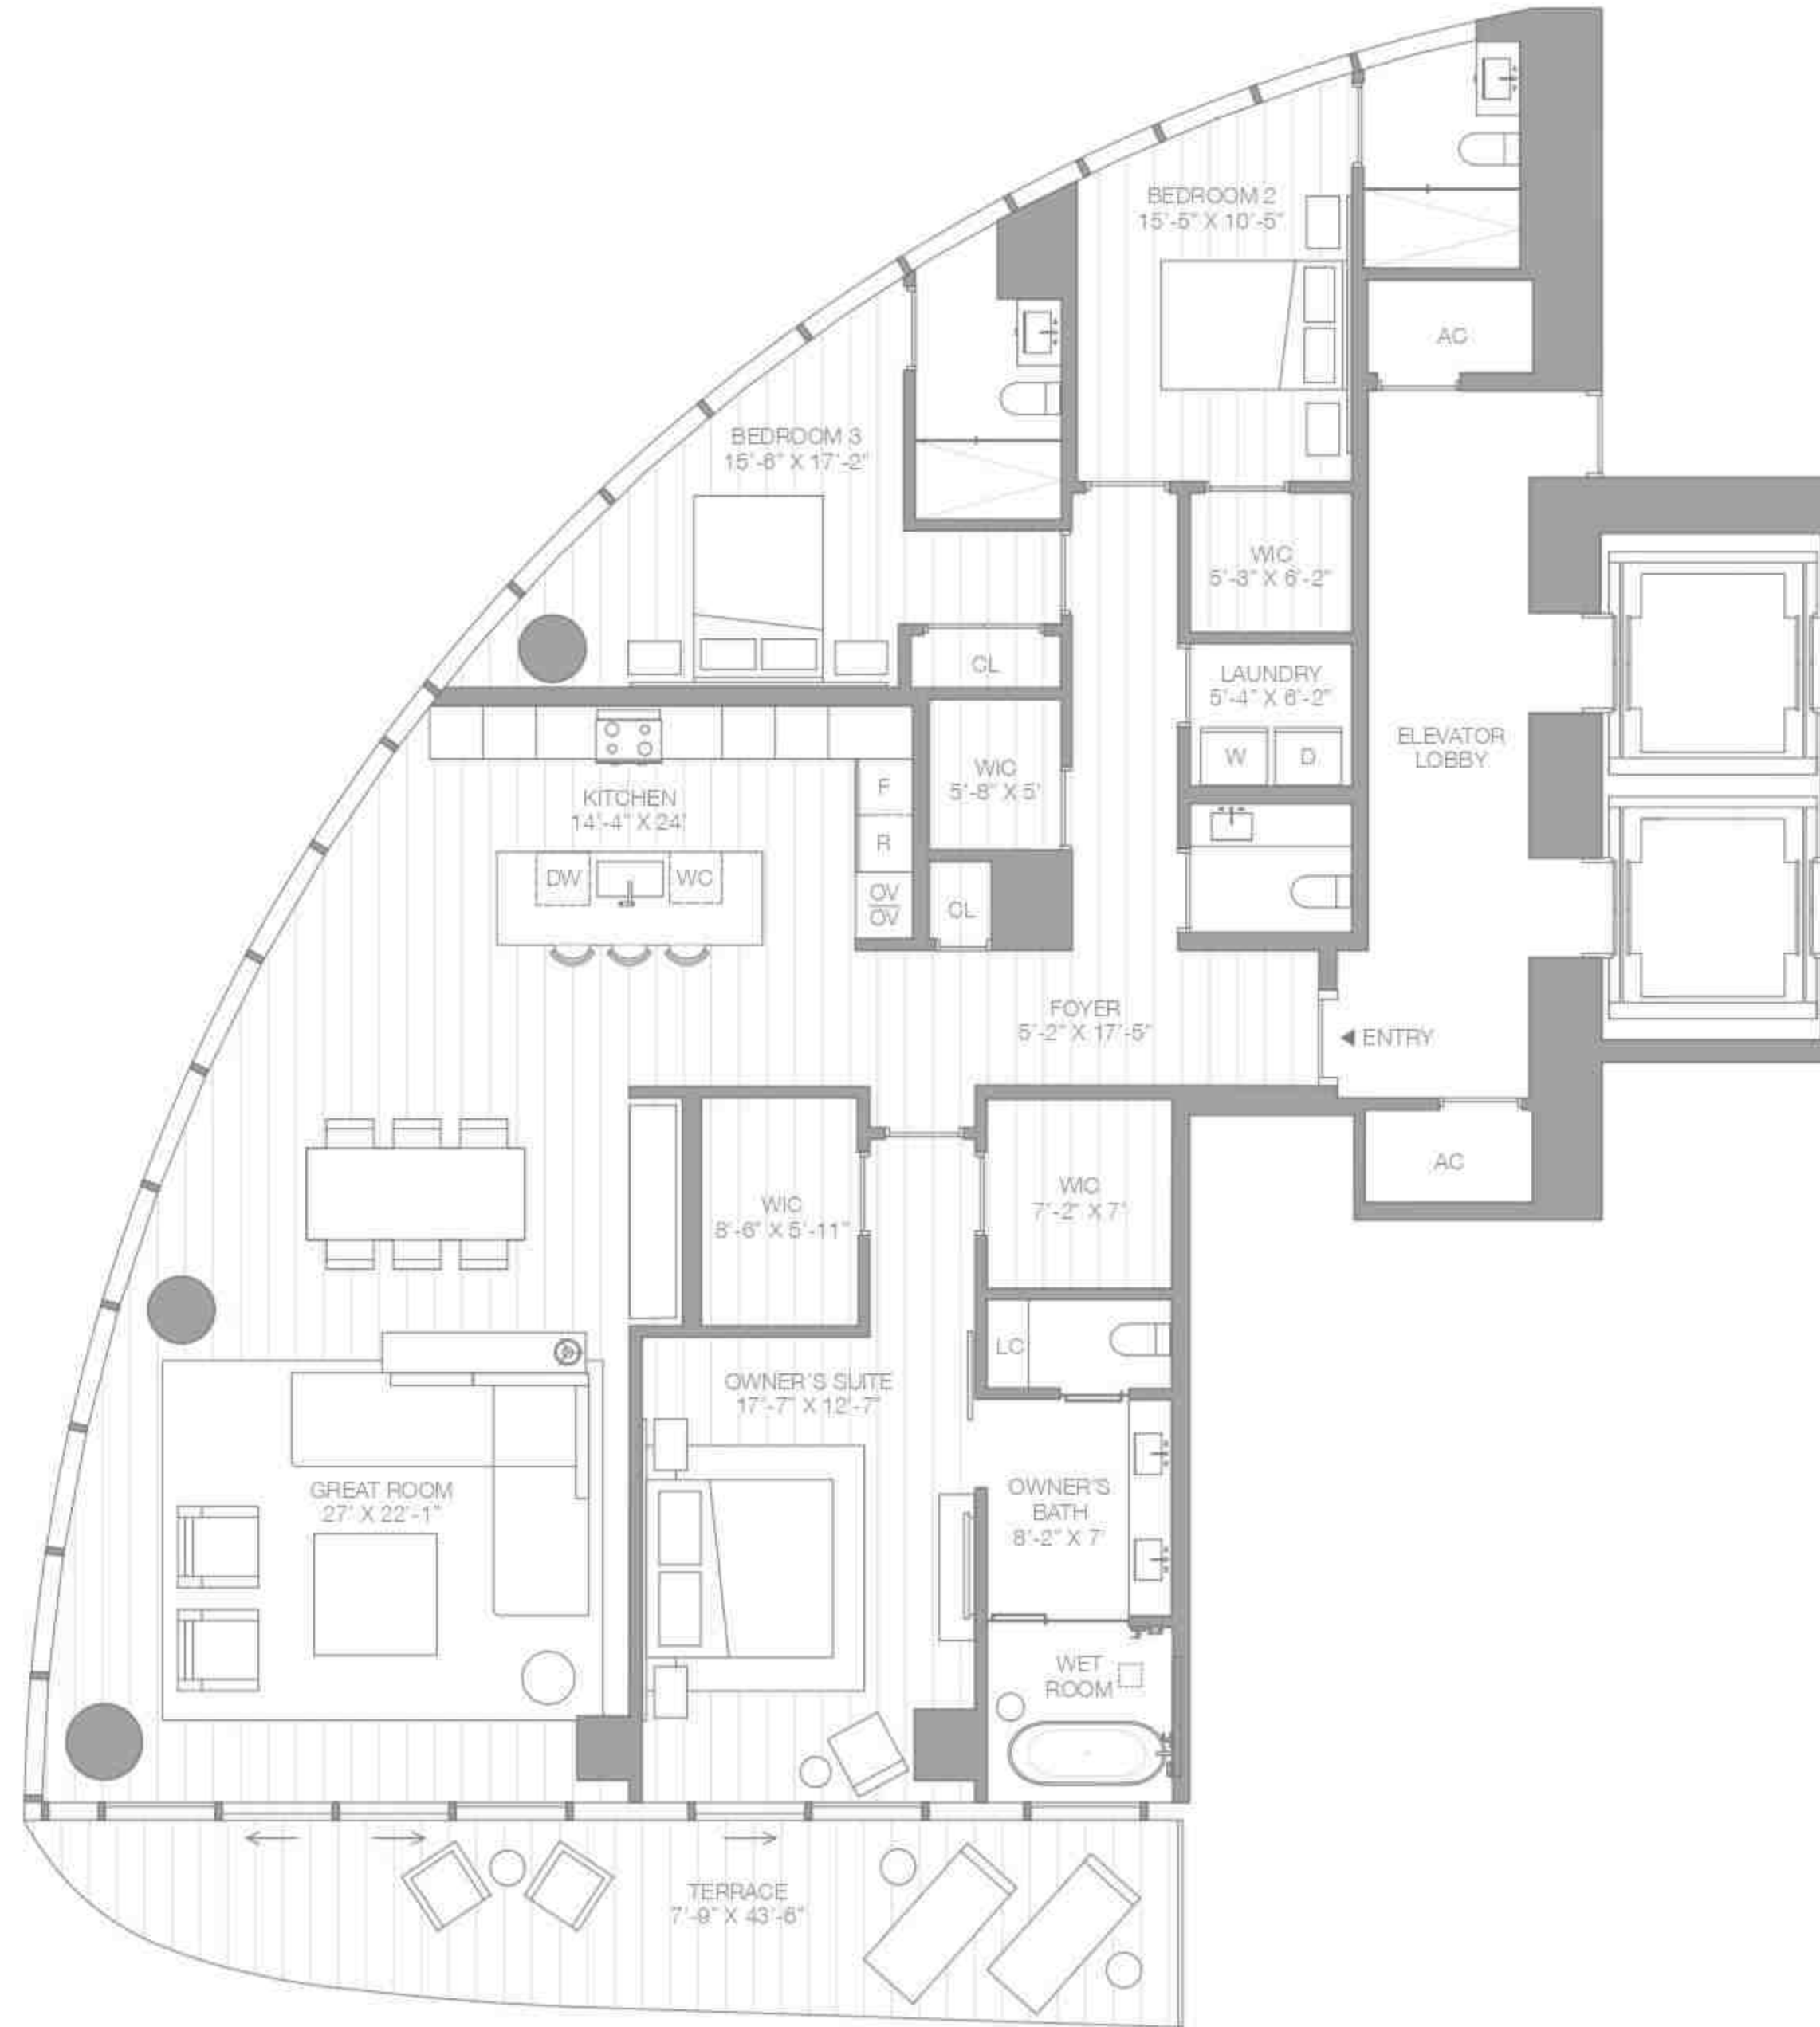 BEDROOM 2
15'-5" X 10'-5"
AC
BEDROOM 3
15'-6" X 17'-2"
WIC
5'-3" X 6'-2"
CL
LAUNDRY
5'-4" X 6'-2"
W
D
ELEVATOR
LOBBY
WIC
5'-8" X 5'
KITCHEN
14'-4" X 24'
F
R
OV
OV
DW
WC
CL
FOYER
5'-2" X 17'-5"
ENTRY
AC
WIC
8'-6" X 5'-11"
WIC
7'-2" X 7'
LC
OWNER'S SUITE
17'-7" X 12'-7"
GREAT ROOM
27' X 22'-1"
OWNER'S
BATH
8'-2" X 7'
WET
ROOM
TERRACE
7'-9" X 43'-6"